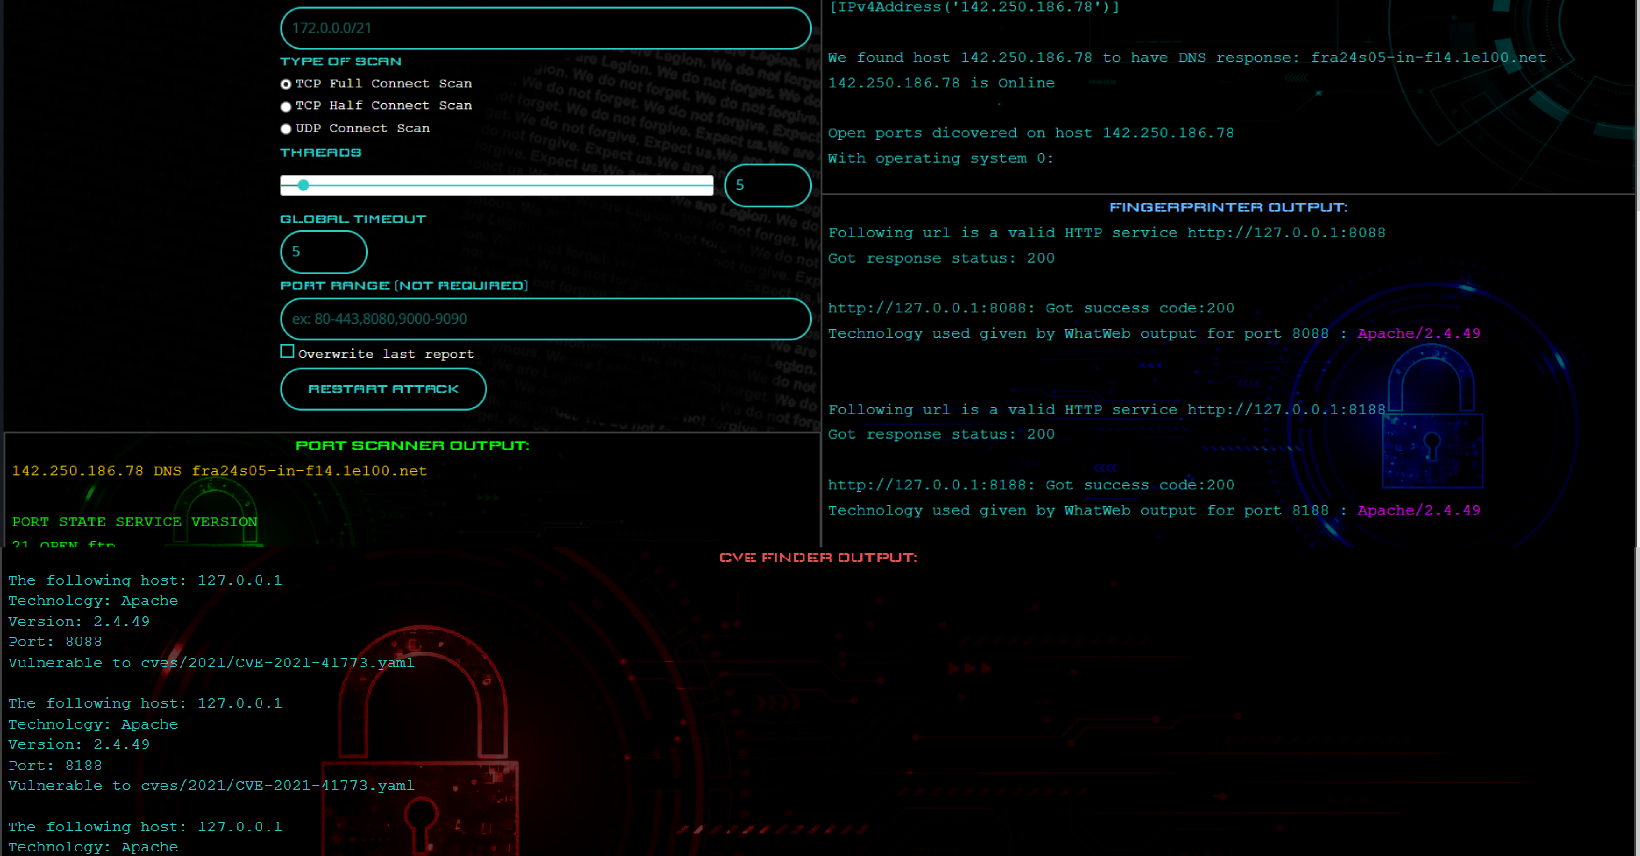 172.0.0.0/21
TYPE OF SCAN
TCP Full Connect Scan
TCP Half Connect Scan
UDP Connect Scan
THREADS
5
GLOBAL TIMEOUT
5
PORT RANGE (NOT REQUIRED)
ex: 80-443,8080,9000-9090
Overwrite last report
RESTART ATTACK
[IPv4Address('142.250.186.78')]
We found host 142.250.186.78 to have DNS response: fra24s05-in-f14.1e100.net
142.250.186.78 is Online
Open ports dicovered on host 142.250.186.78
With operating system 0:
FINGERPRINTER OUTPUT:
Following url is a valid HTTP service http://127.0.0.1:8088
Got response status: 200
http://127.0.0.1:8088: Got success code:200
Technology used given by WhatWeb output for port 8088 : Apache/2.4.49
Following url is a valid HTTP service http://127.0.0.1:8188
Got response status: 200
http://127.0.0.1:8188: Got success code:200
Technology used given by WhatWeb output for port 8188 : Apache/2.4.49
PORT SCANNER OUTPUT:
142.250.186.78 DNS fra24s05-in-f14.1e100.net
PORT STATE SERVICE VERSION
21 OPEN ftp
CVE FINDER OUTPUT:
The following host: 127.0.0.1
Technology: Apache
Version: 2.4.49
Port: 8088
Vulnerable to cves/2021/CVE-2021-41773.yaml
The following host: 127.0.0.1
Technology: Apache
Version: 2.4.49
Port: 8188
Vulnerable to cves/2021/CVE-2021-41773.yaml
The following host: 127.0.0.1
Technology: Apache